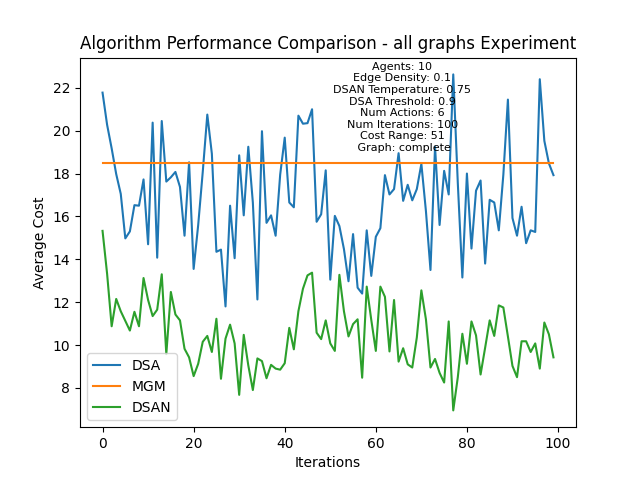 Algorithm Performance Comparison - all graphs Experiment
Agents: 10
Edge Density: 0.1
DSAN Temperature: 0.75
DSA Threshold: 0.9
Num Actions: 6
Num Iterations: 100
Cost Range: 51
Graph: complete
22
20
18
16
14
12
10
8
Average Cost
DSA
MGM
DSAN
0
20
40
60
80
100
Iterations